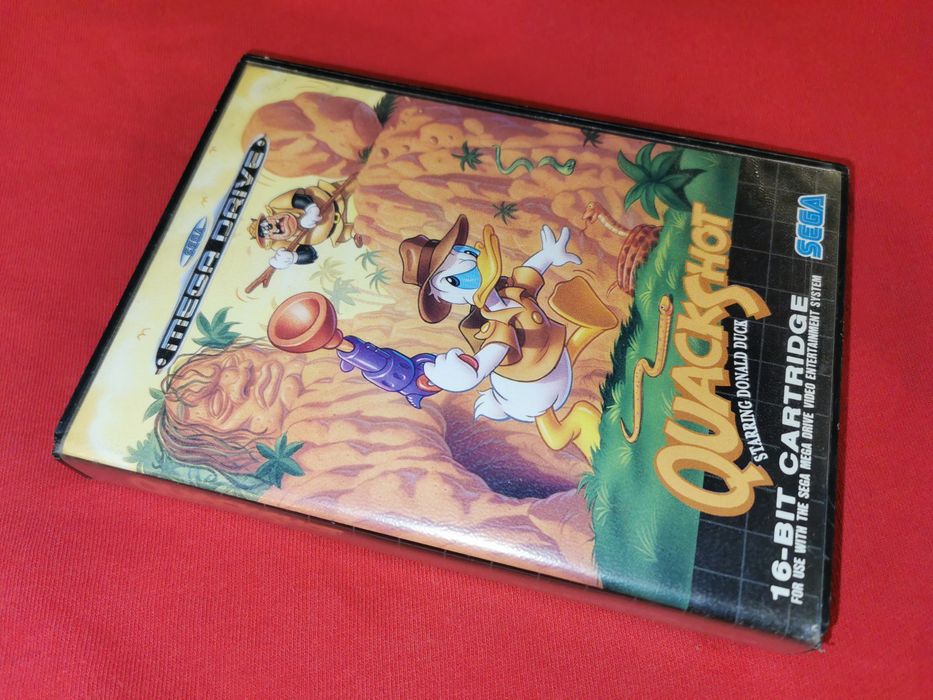 SEGA
MEGA DRIVE
QUACKSHOT
STARRING DONALD DUCK
SEGA
16-BIT CARTRIDGE
FOR USE WITH THE SEGA MEGA DRIVE VIDEO ENTERTAINMENT SYSTEM